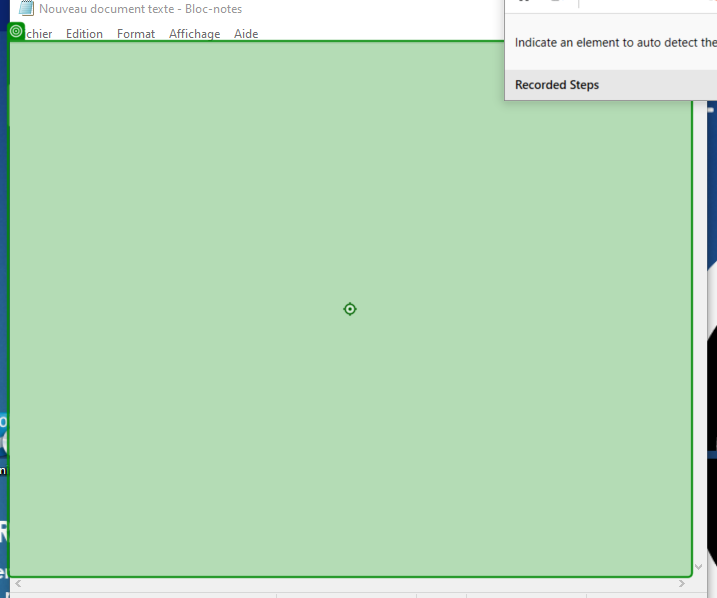 Nouveau document texte - Bloc-notes
chier Edition Format Affichage Aide
Indicate an element to auto detect the
Recorded Steps